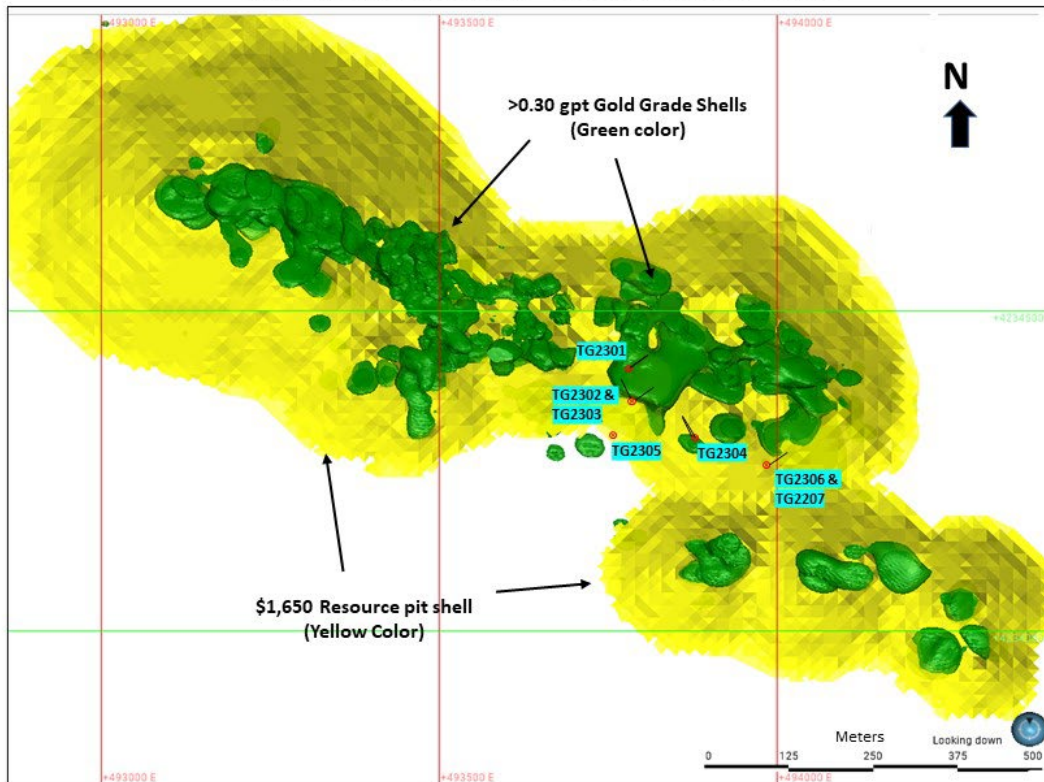 +493000 E
+493500 E
+494000 E
N
>0.30 gpt Gold Grade Shells
(Green color)
+4234500
TG2301
TG2302 &
TG2303
TG2305
TG2304
TG2306 &
TG2207
$1,650 Resource pit shell
(Yellow Color)
Meters
Looking down
0 125 250 375 500
+493000 E
+493500 E
+494000 E